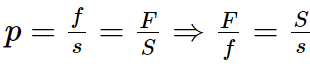 p = f/s = F/S ⇒ F/f = S/s